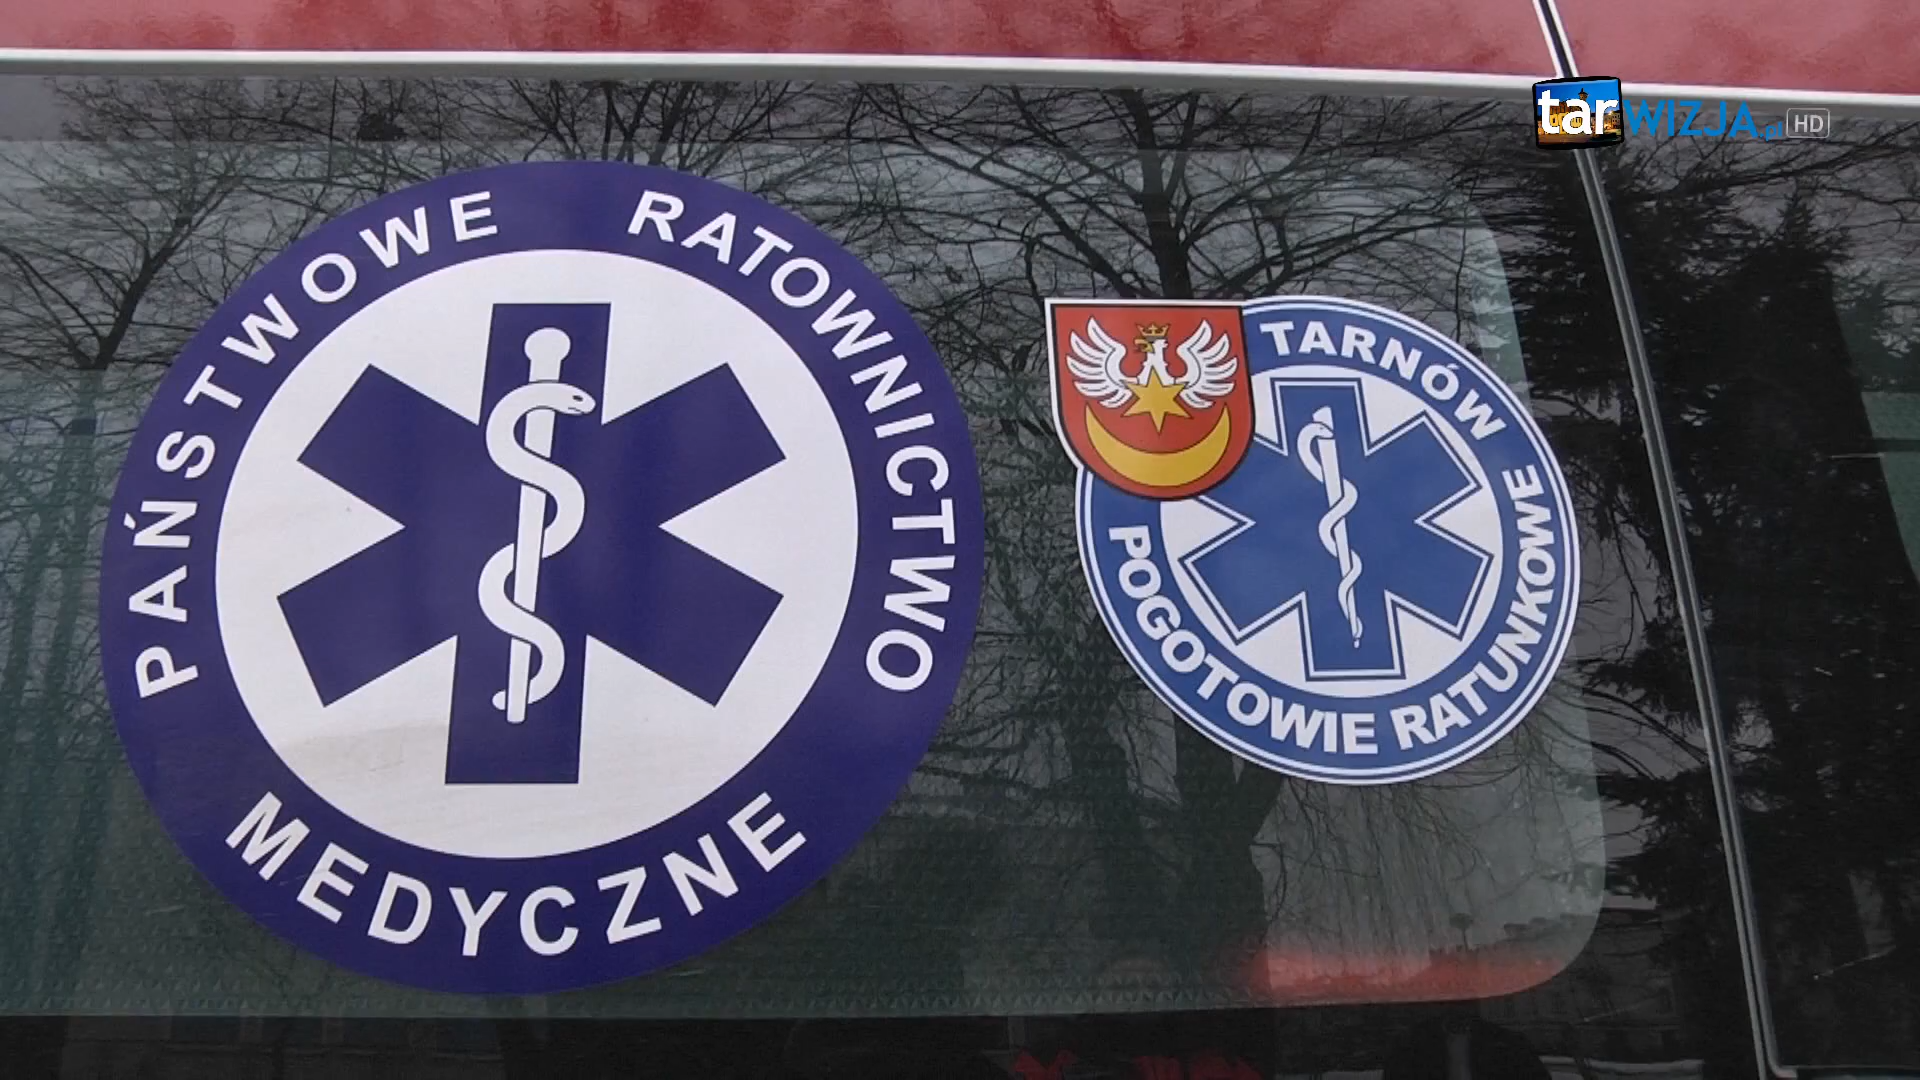 tarWIZJA.pl HD
PAŃSTWOWE RATOWNICTWO
MEDYCZNE
TARNÓW
POGOTOWIE RATUNKOWE